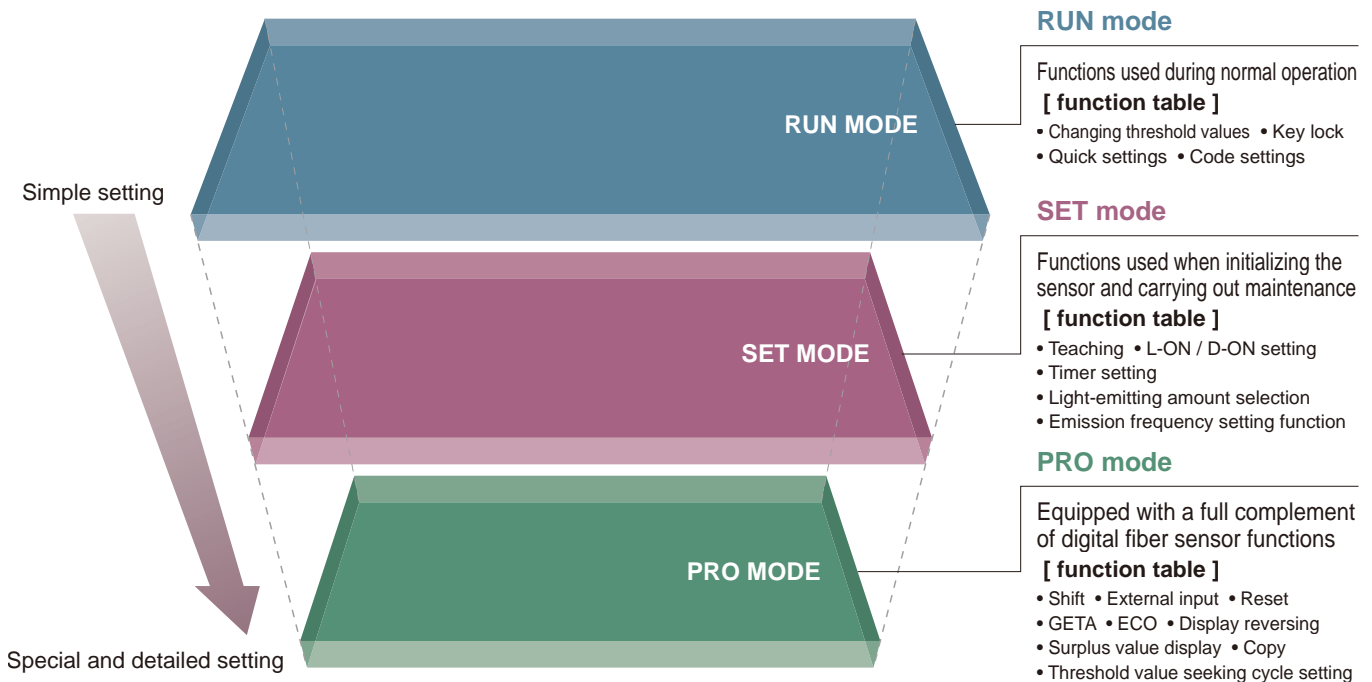 Simple setting
Special and detailed setting
RUN MODE
SET MODE
PRO MODE
RUN mode
Functions used during normal operation
[ function table ]
• Changing threshold values • Key lock
• Quick settings • Code settings
SET mode
Functions used when initializing the
sensor and carrying out maintenance
[ function table ]
• Teaching • L-ON / D-ON setting
• Timer setting
• Light-emitting amount selection
• Emission frequency setting function
PRO mode
Equipped with a full complement
of digital fiber sensor functions
[ function table ]
• Shift • External input • Reset
• GETA • ECO • Display reversing
• Surplus value display • Copy
• Threshold value seeking cycle setting